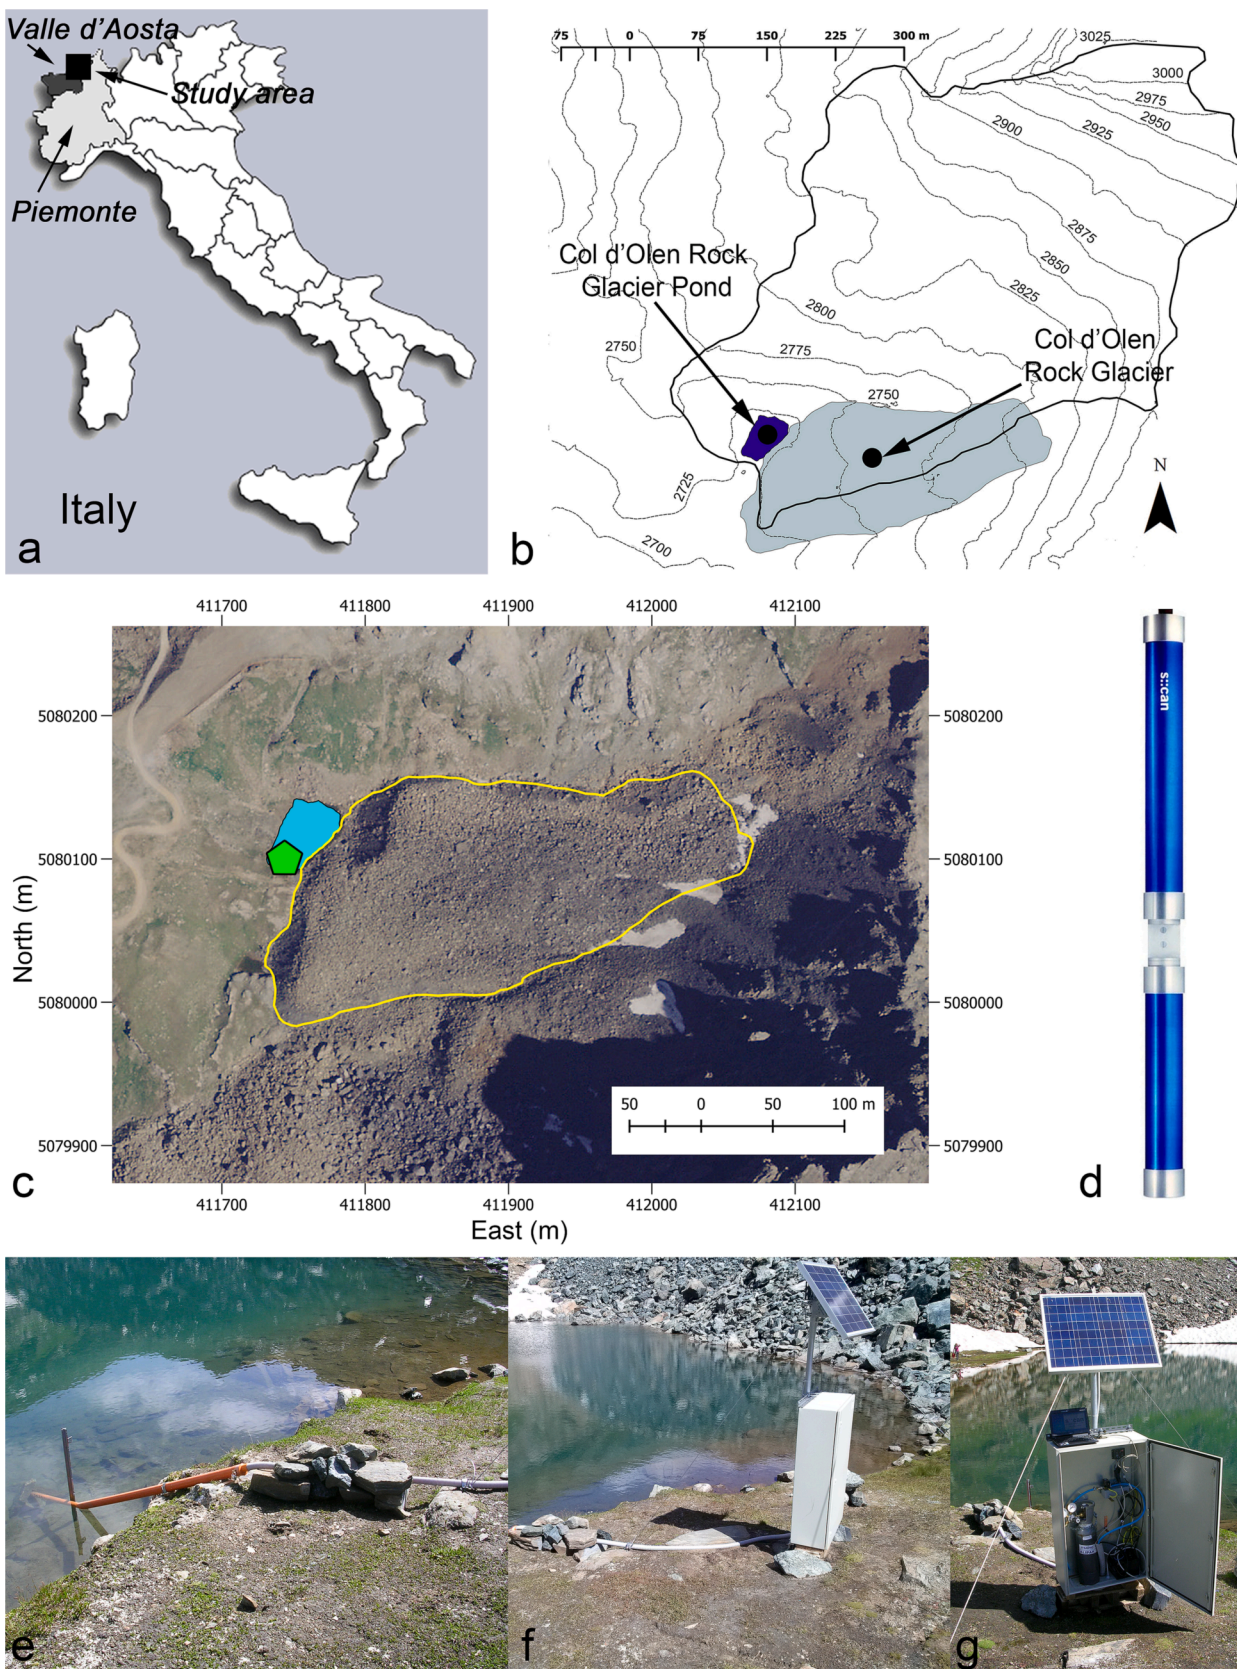 Valle d'Aosta
Study area
Piemonte
Italy
a
75 0 75 150 225 300 m
3025
3000
2975
2950
2925
2900
2875
2850
2825
2800
2775
2750
2750
2725
2700
Col d'Olen Rock
Glacier Pond
Col d'Olen
Rock Glacier
N
b
411700 411800 411900 412000 412100
5080200 5080200
5080100 5080100
5080000 5080000
5079900 5079900
North (m)
50 0 50 100 m
411700 411800 411900 412000 412100
East (m)
c
s::can
d
e
f
g